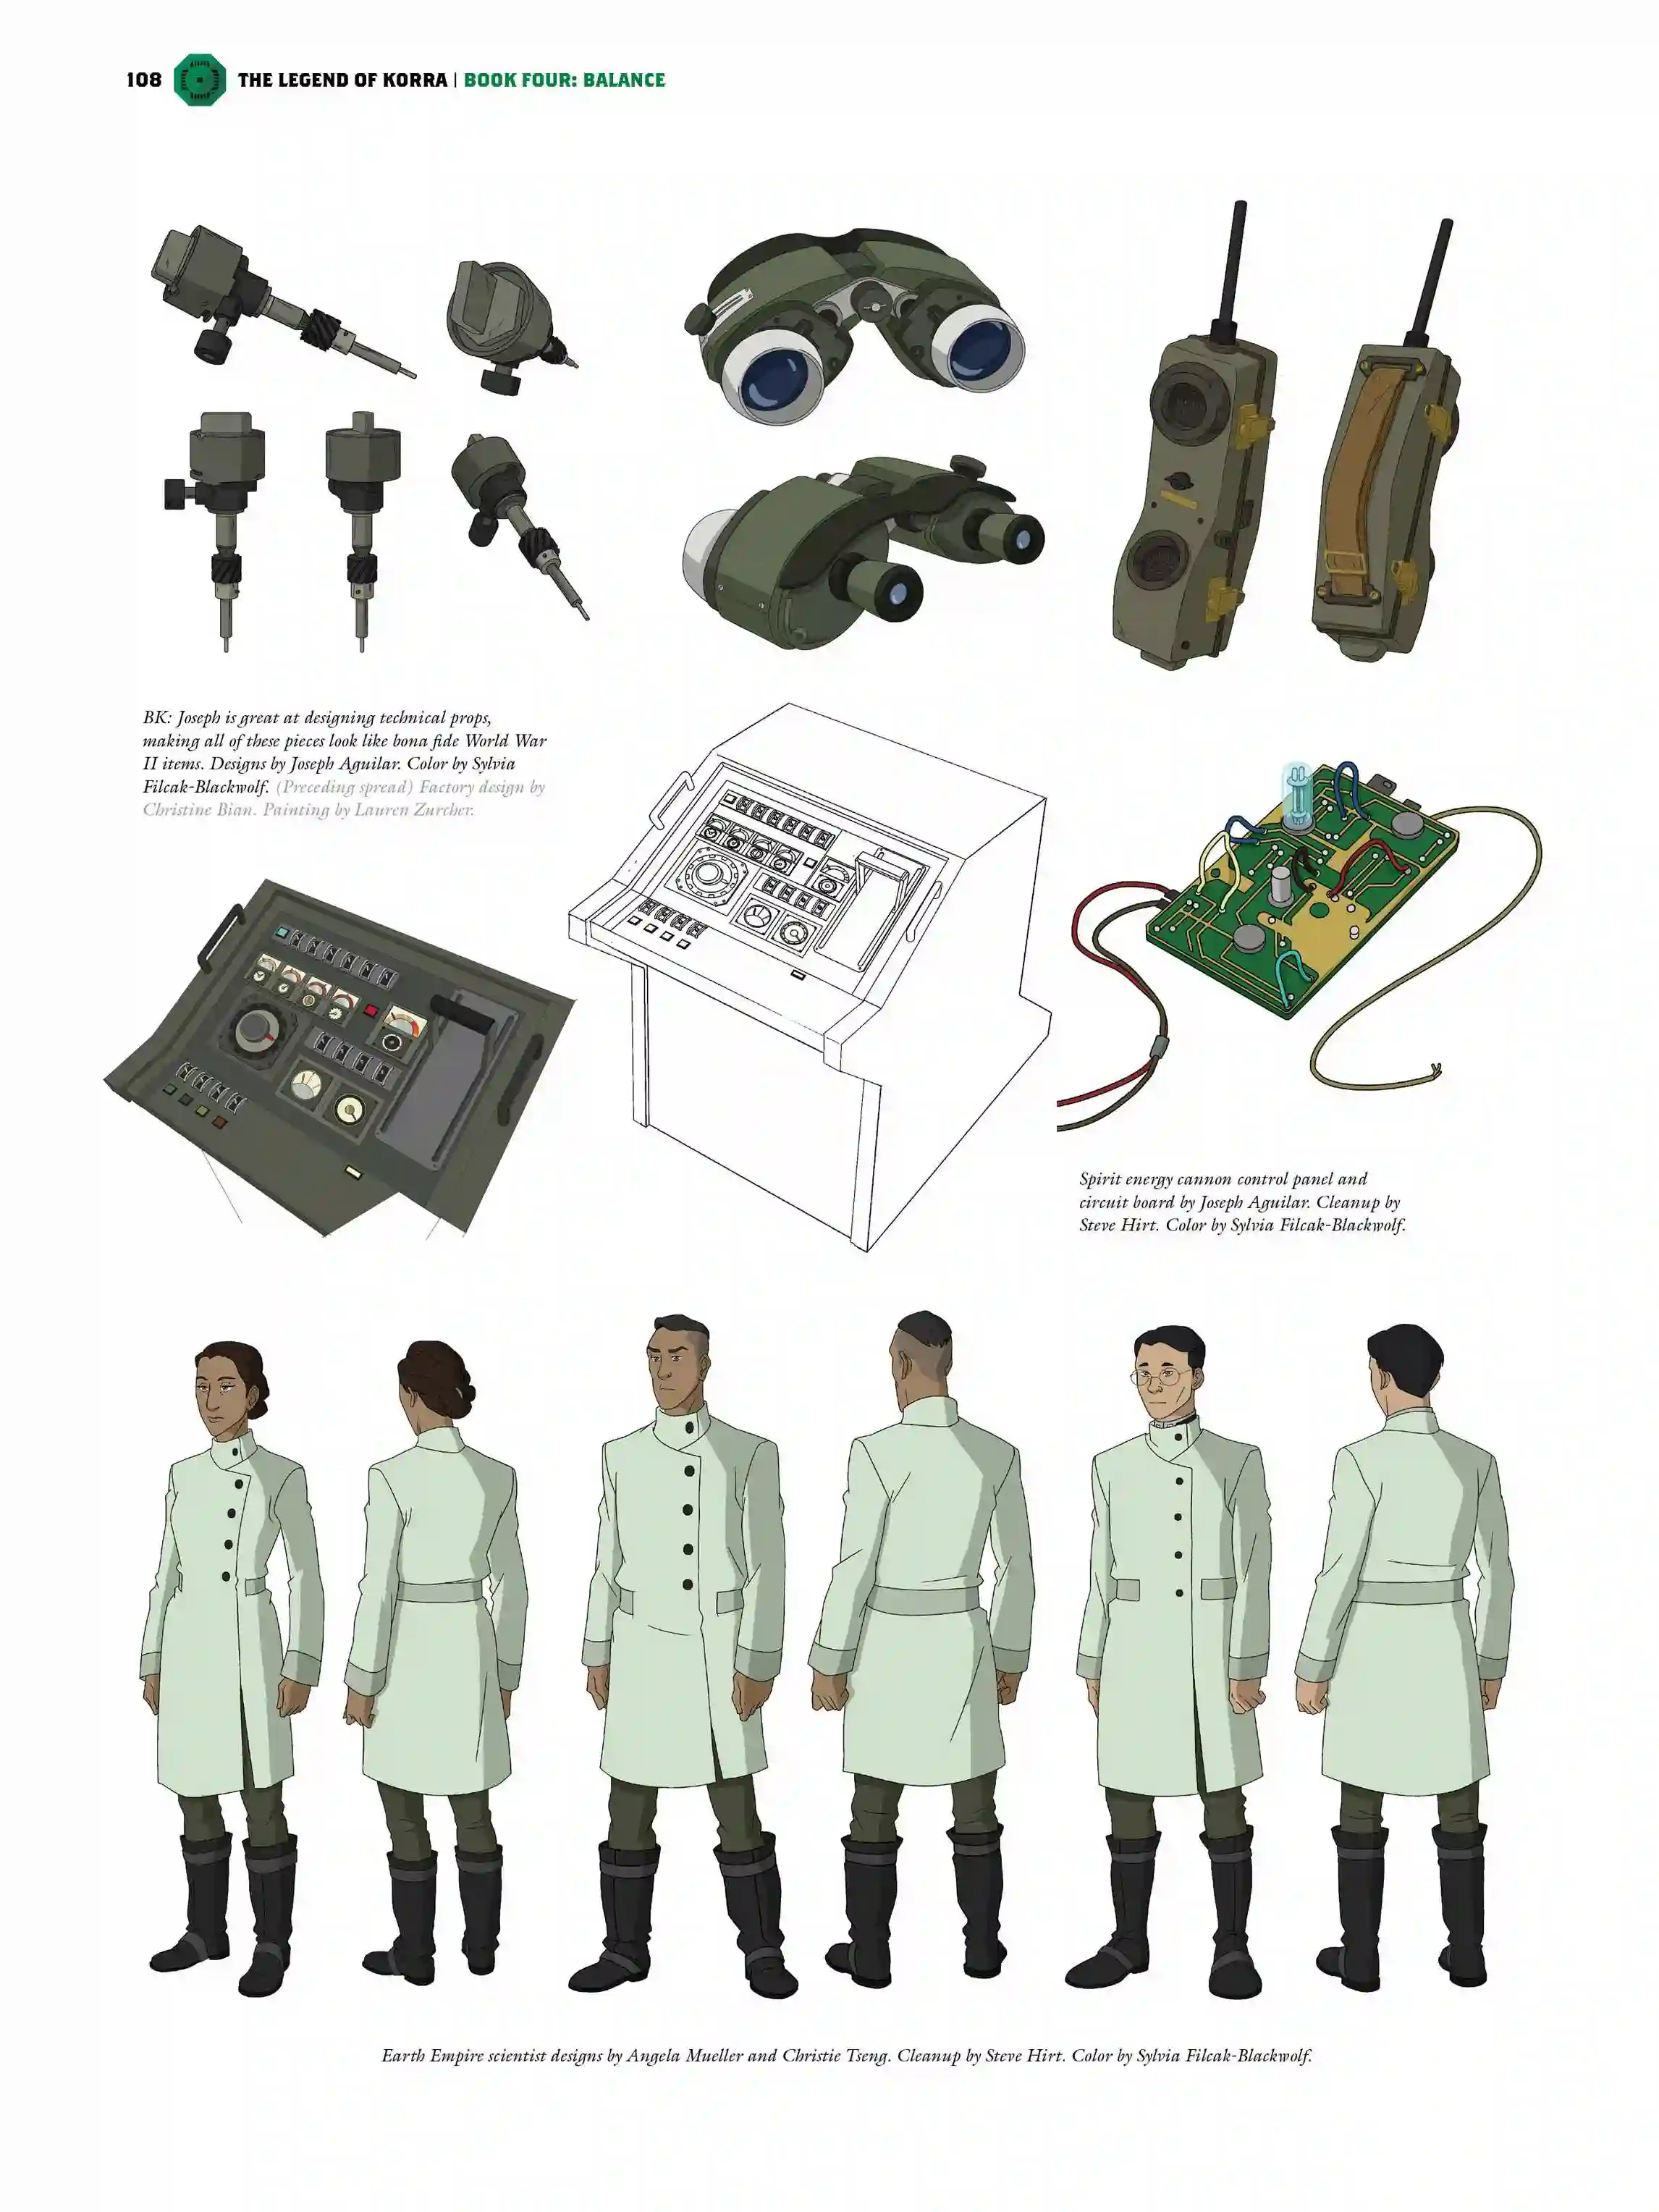 108 THE LEGEND OF KORRA | BOOK FOUR: BALANCE
BK: Joseph is great at designing technical props,
making all of these pieces look like bona fide World War
II items. Designs by Joseph Aguilar. Color by Sylvia
Filcak-Blackwolf. (Preceding spread) Factory design by
Christine Bian. Painting by Lauren Zurcher.
Spirit energy cannon control panel and
circuit board by Joseph Aguilar. Cleanup by
Steve Hirt. Color by Sylvia Filcak-Blackwolf.
Earth Empire scientist designs by Angela Mueller and Christie Tseng. Cleanup by Steve Hirt. Color by Sylvia Filcak-Blackwolf.